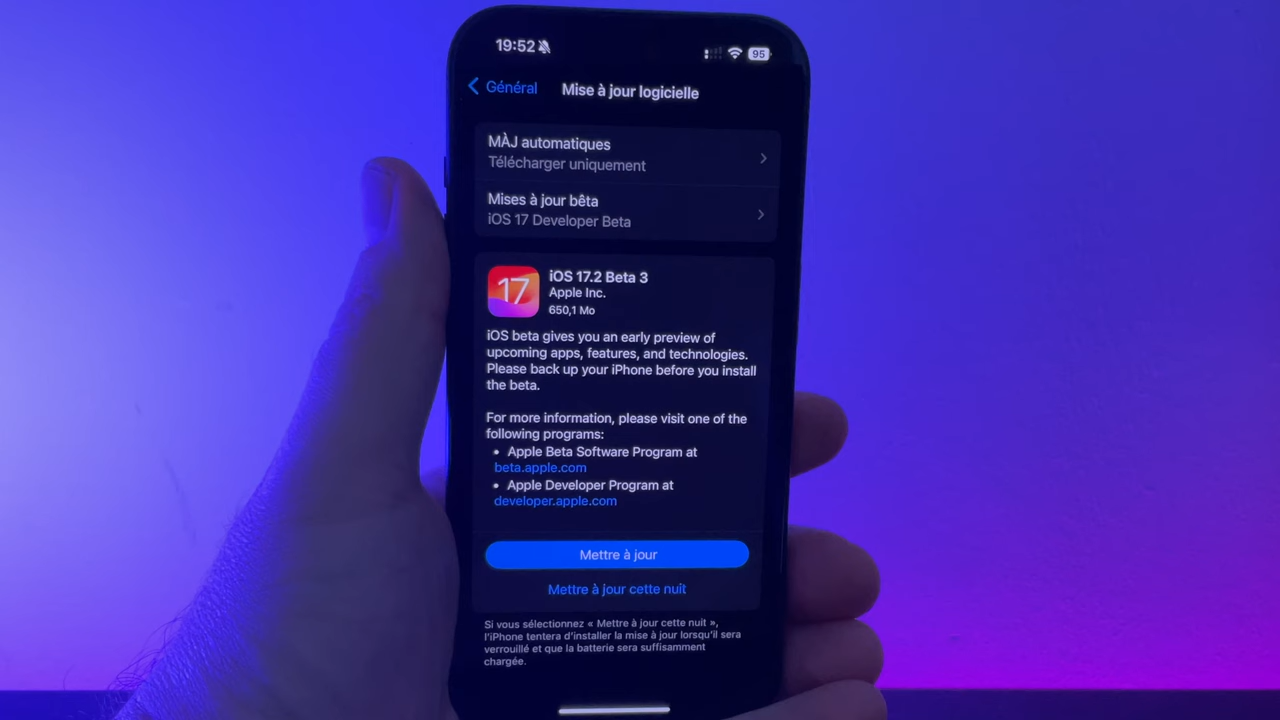 19:52
95
Général
Mise à jour logicielle
MÀJ automatiques
Télécharger uniquement
Mises à jour bêta
iOS 17 Developer Beta
17
iOS 17.2 Beta 3
Apple Inc.
650,1 Mo
iOS beta gives you an early preview of
upcoming apps, features, and technologies.
Please back up your iPhone before you install
the beta.
For more information, please visit one of the
following programs:
• Apple Beta Software Program at
beta.apple.com
• Apple Developer Program at
developer.apple.com
Mettre à jour
Mettre à jour cette nuit
Si vous sélectionnez « Mettre à jour cette nuit »,
l'iPhone tentera d'installer la mise à jour lorsqu'il sera
verrouillé et que la batterie sera suffisamment
chargée.